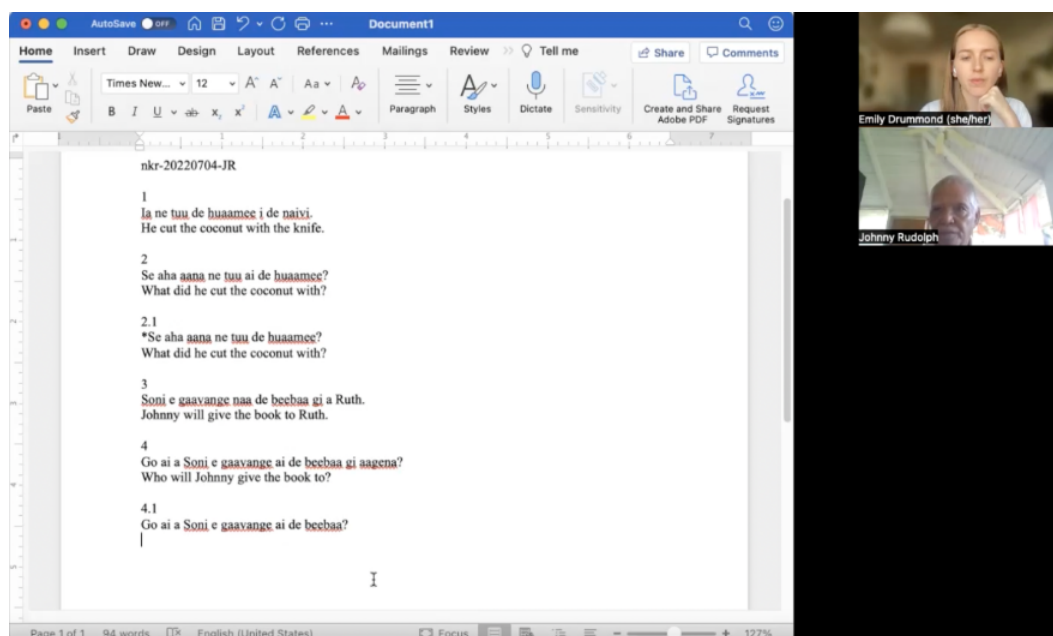 AutoSave OFF Document1
Home Insert Draw Design Layout References Mailings Review Tell me Share Comments
Times New... 12
Paste Paragraph Styles Dictate Sensitivity Create and Share Adobe PDF Request Signatures
nkr-20220704-JR
1
Ia ne tuu de huaamee i de naivi.
He cut the coconut with the knife.
2
Se aha aana ne tuu ai de huaamee?
What did he cut the coconut with?
2.1
*Se aha aana ne tuu de huaamee?
What did he cut the coconut with?
3
Soni e gaavange naa de beebaa gi a Ruth.
Johnny will give the book to Ruth.
4
Go ai a Soni e gaavange ai de beebaa gi aagena?
Who will Johnny give the book to?
4.1
Go ai a Soni e gaavange ai de beebaa?
Page 1 of 1 94 words English (United States) Focus 127%
Emily Drummond (she/her)
Johnny Rudolph